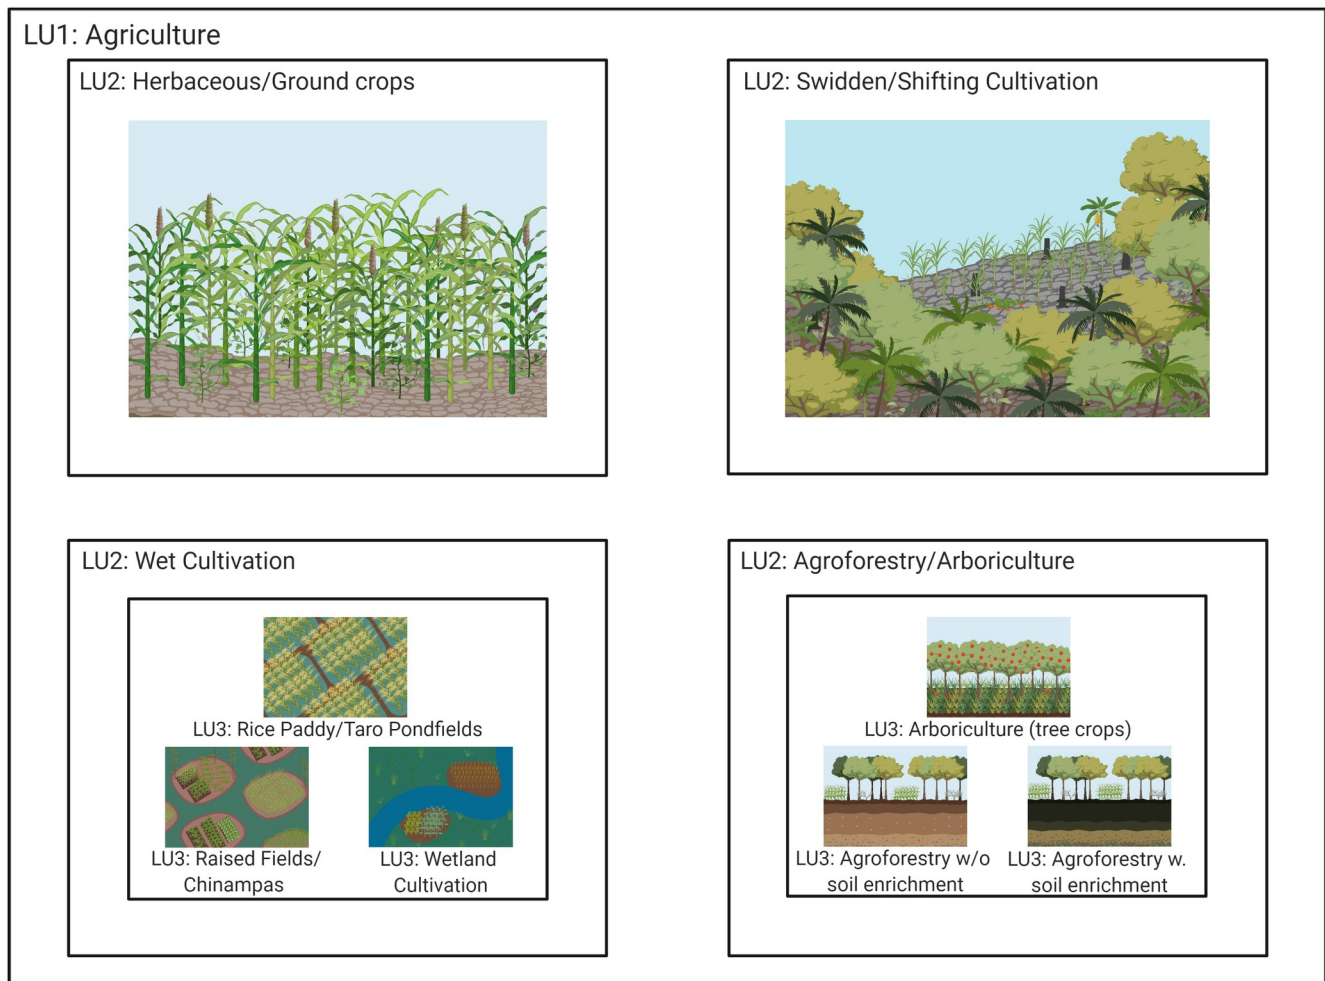 LU1: Agriculture
LU2: Herbaceous/Ground crops
LU2: Swidden/Shifting Cultivation
LU2: Wet Cultivation
LU3: Rice Paddy/Taro Pondfields
LU3: Raised Fields/
Chinampas
LU3: Wetland
Cultivation
LU2: Agroforestry/Arboriculture
LU3: Arboriculture (tree crops)
LU3: Agroforestry w/o
soil enrichment
LU3: Agroforestry w.
soil enrichment